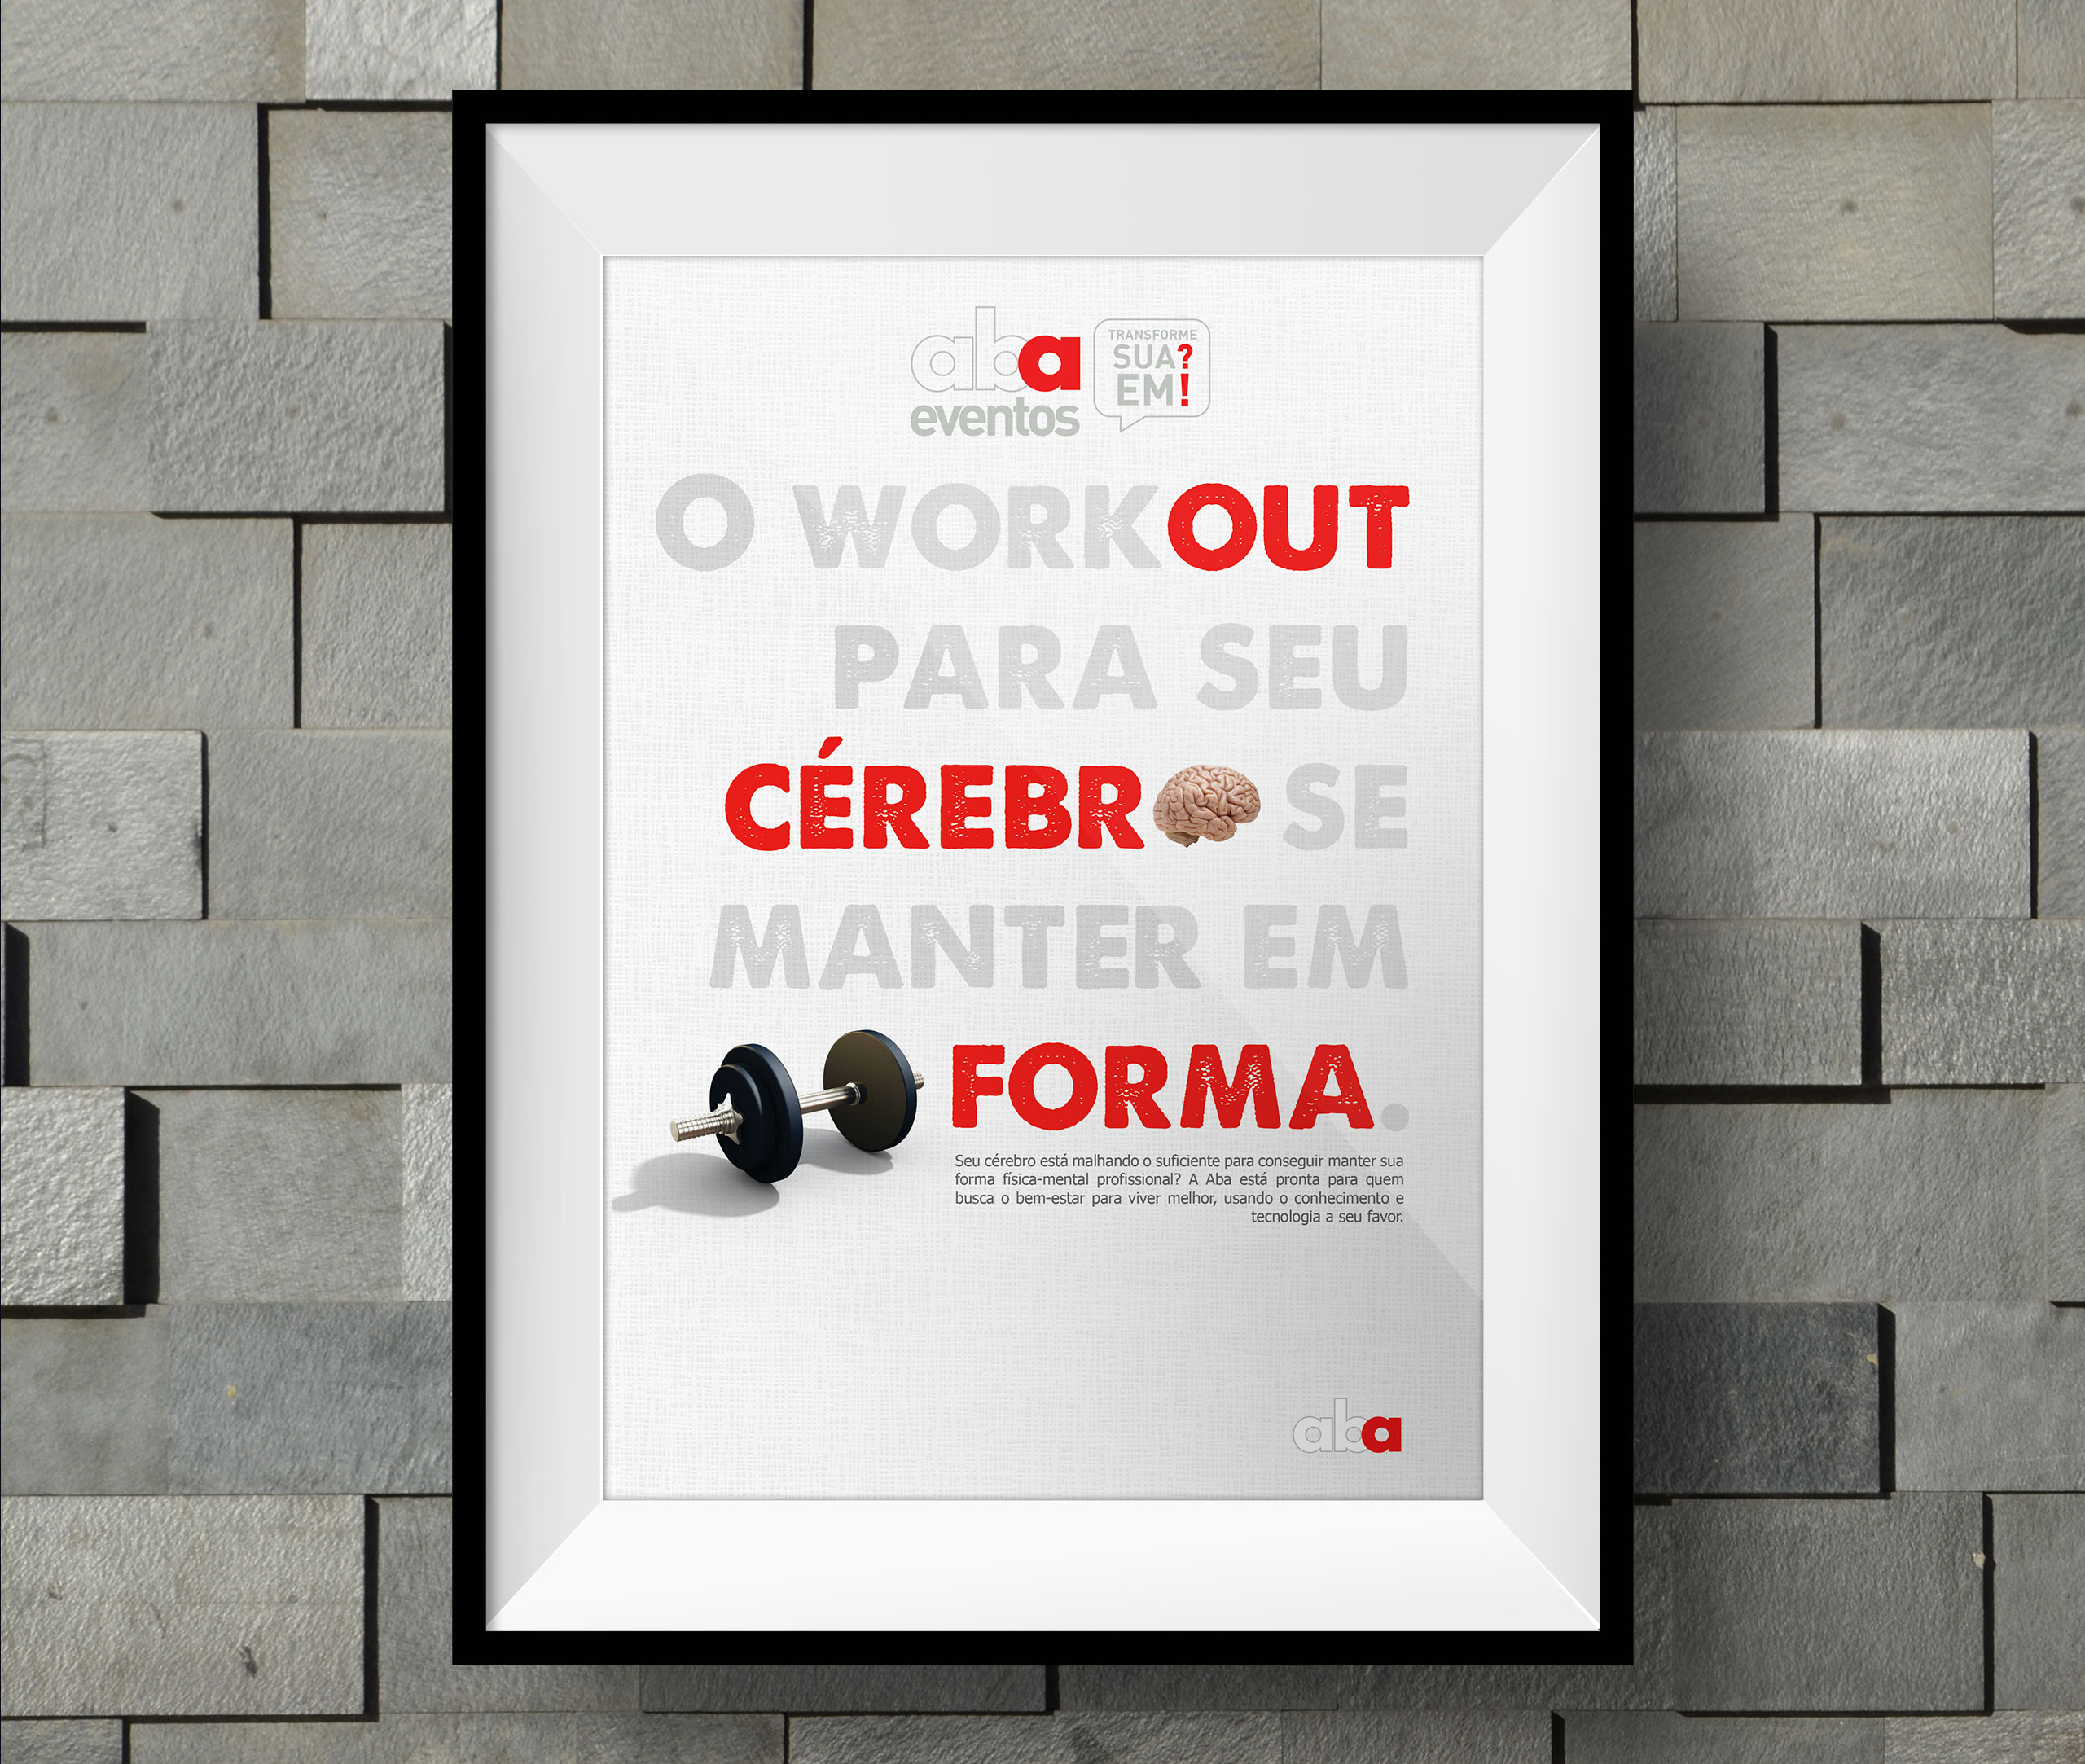 aba
eventos
TRANSFORME
SUA?
EM!
O WORKOUT
PARA SEU
CÉREBR SE
MANTER EM
FORMA.
Seu cérebro está malhando o suficiente para conseguir manter sua
forma física-mental profissional? A Aba está pronta para quem
busca o bem-estar para viver melhor, usando o conhecimento e
tecnologia a seu favor.
aba